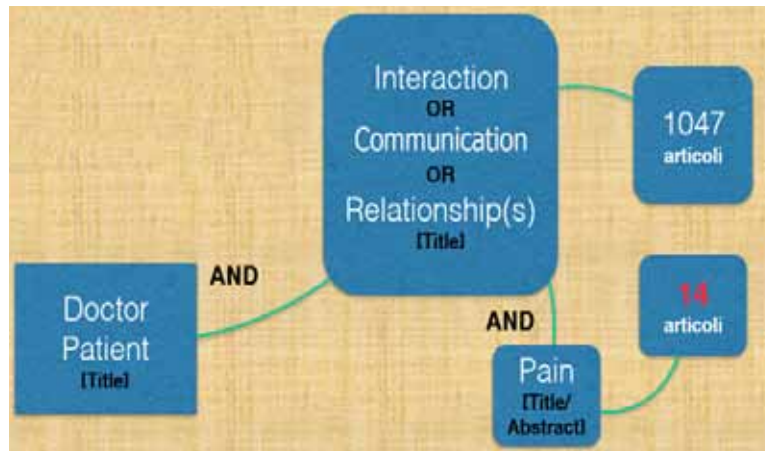 Interaction
OR
Communication
OR
Relationship(s)
[Title]
1047
articoli
AND
Doctor
Patient
[Title]
AND
14
articoli
Pain
[Title/
Abstract]